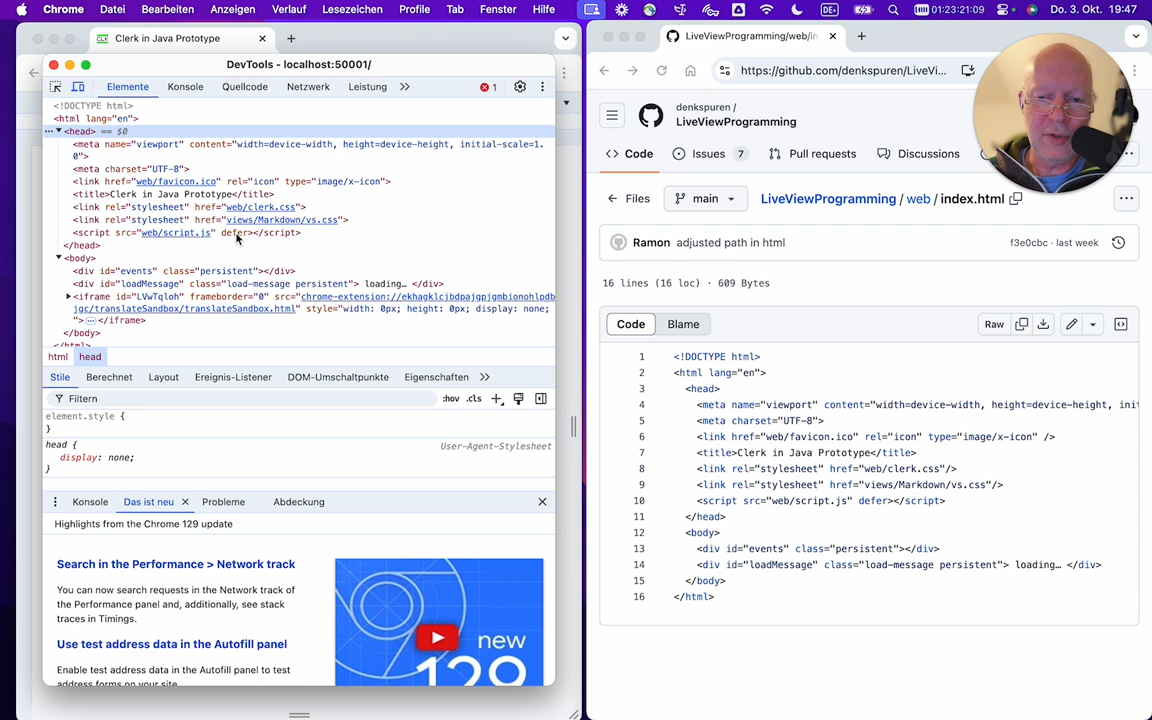 Chrome Datei Bearbeiten Anzeigen Verlauf Lesezeichen Profile Tab Fenster Hilfe DE 01:23:21:09 Do. 3. Okt. 19:47
CLK Clerk in Java Prototype
DevTools - localhost:50001/
Elemente Konsole Quellcode Netzwerk Leistung 1
<!DOCTYPE html>
<html lang="en">
<head> == $0
<meta name="viewport" content="width=device-width, height=device-height, initial-scale=1.
0">
<meta charset="UTF-8">
<link href="web/favicon.ico" rel="icon" type="image/x-icon">
<title>Clerk in Java Prototype</title>
<link rel="stylesheet" href="web/clerk.css">
<link rel="stylesheet" href="views/Markdown/vs.css">
<script src="web/script.js" defer></script>
</head>
<body>
<div id="events" class="persistent"></div>
<div id="loadMessage" class="load-message persistent"> loading… </div>
<iframe id="LVwTqloh" frameborder="0" src="chrome-extension://ekhagklcjbdpajgpjgmbionohlpdb
jgc/translateSandbox/translateSandbox.html" style="width: 0px; height: 0px; display: none;
"> … </iframe>
</body>
</html>
html head
Stile Berechnet Layout Ereignis-Listener DOM-Umschaltpunkte Eigenschaften
Filtern :hov .cls
element.style {
}
head { User-Agent-Stylesheet
display: none;
}
Konsole Das ist neu Probleme Abdeckung
Highlights from the Chrome 129 update
Search in the Performance > Network track
You can now search requests in the Network track of
the Performance panel and, additionally, see stack
traces in Timings.
Use test address data in the Autofill panel
Enable test address data in the Autofill panel to test
address forms on your site.
new
129
LiveViewProgramming/web/in
https://github.com/denkspuren/LiveVi...
denkspuren /
LiveViewProgramming
Code Issues 7 Pull requests Discussions
Files main LiveViewProgramming / web / index.html
Ramon adjusted path in html f3e0cbc · last week
16 lines (16 loc) · 609 Bytes
Code Blame Raw
1 <!DOCTYPE html>
2 <html lang="en">
3 <head>
4 <meta name="viewport" content="width=device-width, height=device-height, init
5 <meta charset="UTF-8">
6 <link href="web/favicon.ico" rel="icon" type="image/x-icon" />
7 <title>Clerk in Java Prototype</title>
8 <link rel="stylesheet" href="web/clerk.css"/>
9 <link rel="stylesheet" href="views/Markdown/vs.css"/>
10 <script src="web/script.js" defer></script>
11 </head>
12 <body>
13 <div id="events" class="persistent"></div>
14 <div id="loadMessage" class="load-message persistent"> loading… </div>
15 </body>
16 </html>